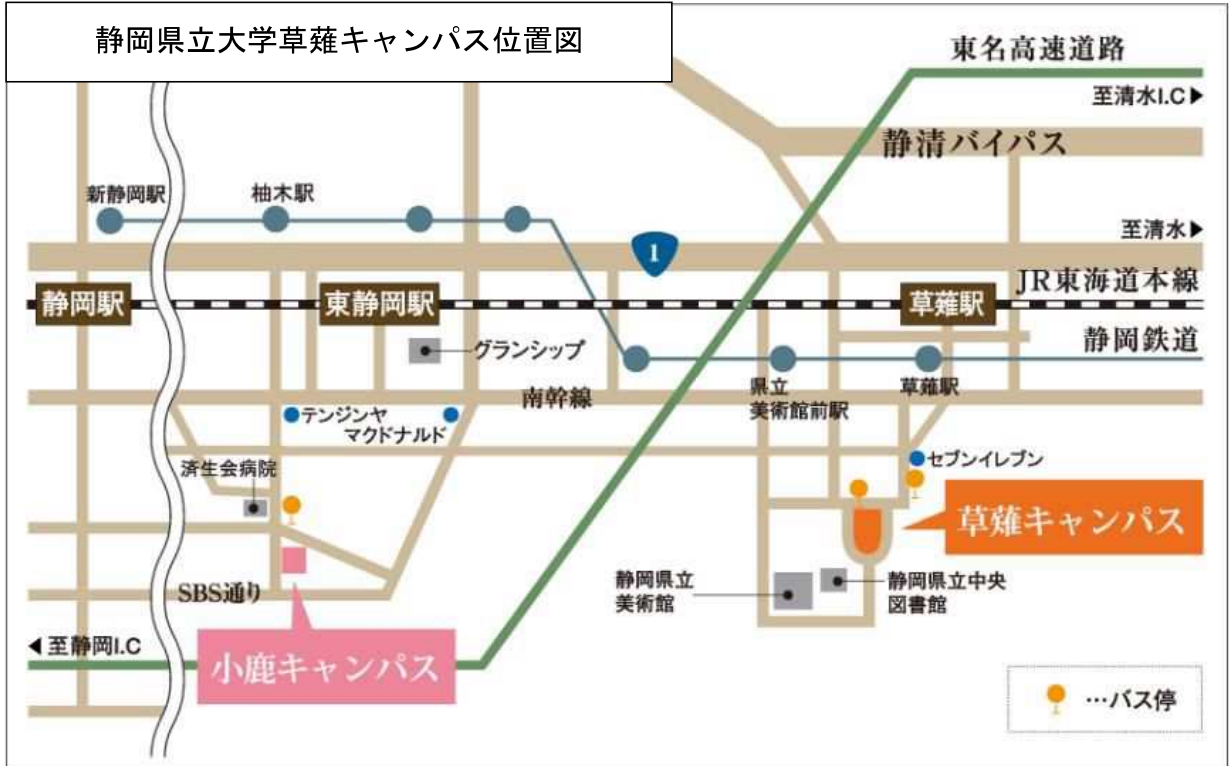 静岡県立大学草薙キャンパス位置図
東名高速道路
至清水I.C▶
静清バイパス
新静岡駅
柚木駅
至清水▶
1
JR東海道本線
静岡駅
東静岡駅
草薙駅
静岡鉄道
グランシップ
南幹線
県立
美術館前駅
草薙駅
テンジンヤ
マクドナルド
済生会病院
セブンイレブン
草薙キャンパス
静岡県立
美術館
静岡県立中央
図書館
SBS通り
◀至静岡I.C
小鹿キャンパス
…バス停